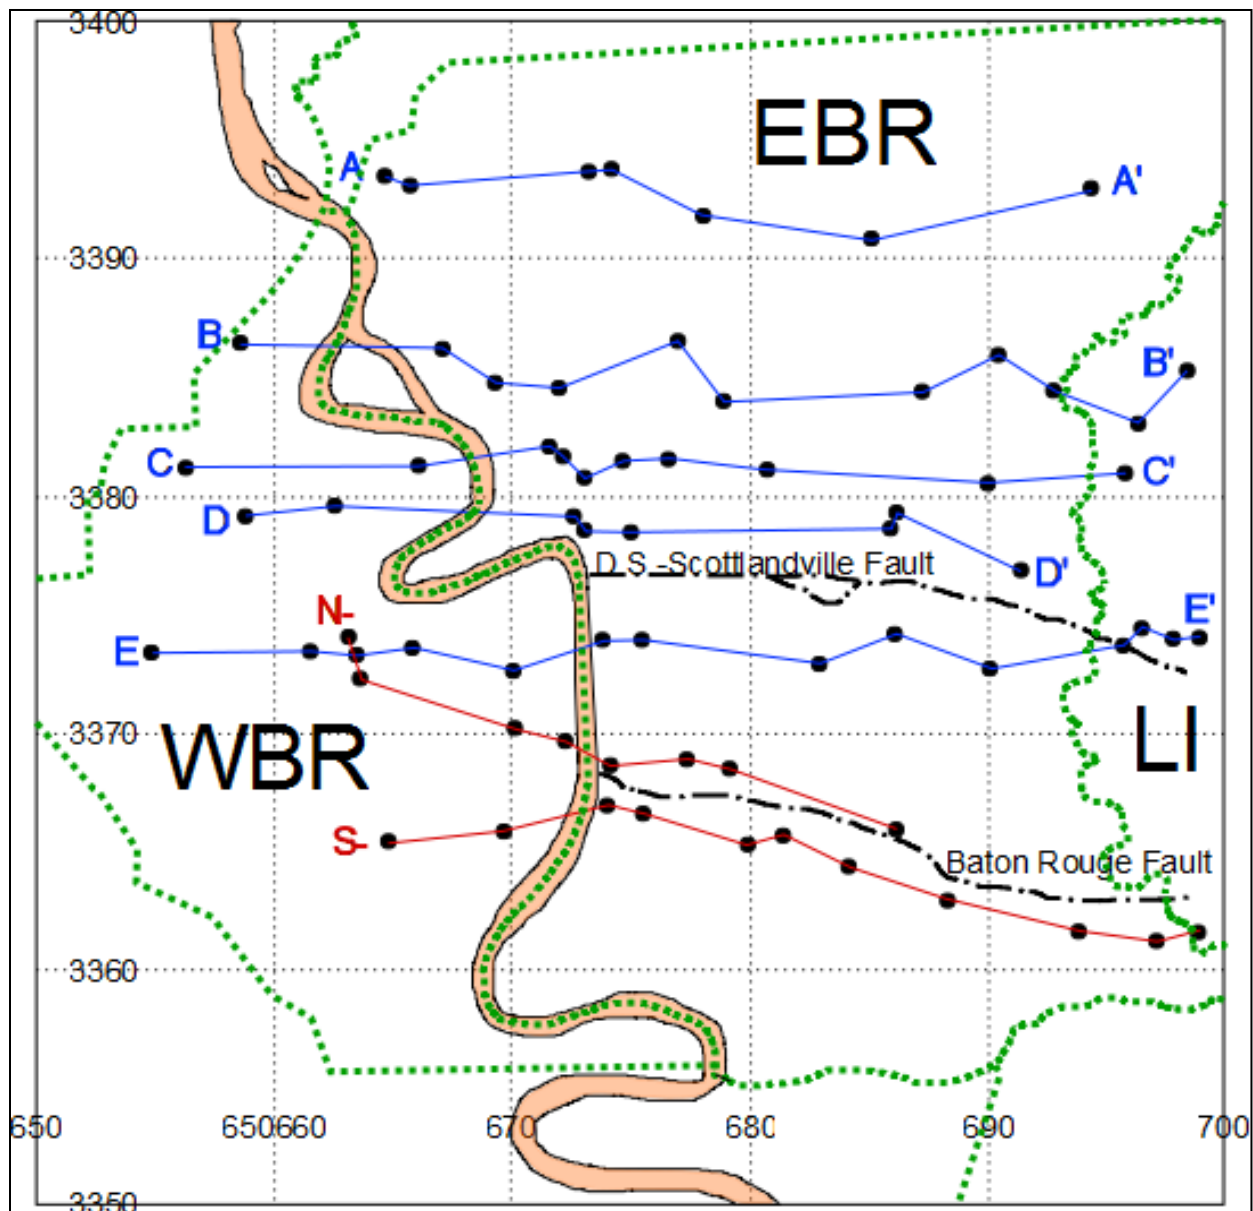 3400
EBR
A
A'
3390
B
B'
C
C'
3380
D
D.S.-Scottlandville Fault
D'
N-
E'
E
3370
WBR
LI
S-
Baton Rouge Fault
3360
650 650660 670 680 690 700
3350